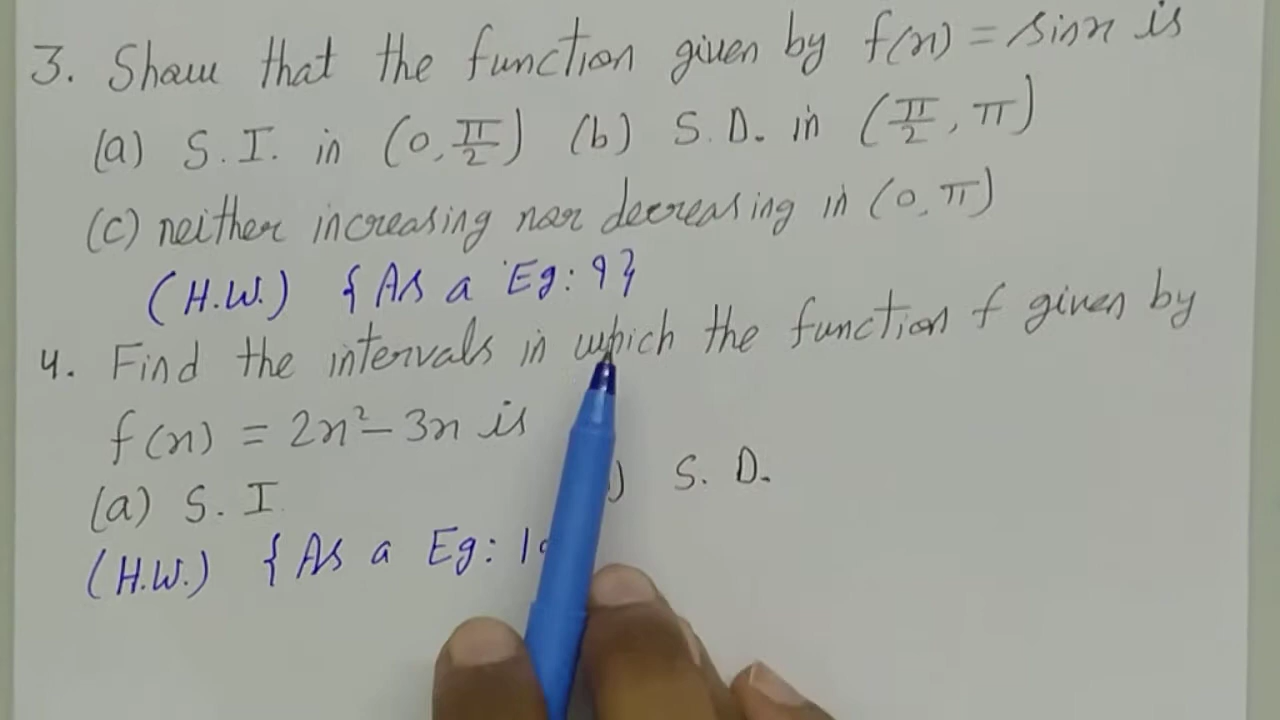 3. Show that the function given by f(x) = sinx is
(a) S.I. in (0, π/2) (b) S.D. in (π/2, π)
(c) neither increasing nor decreasing in (0, π)
(H.W.) {As a Eg: 9}
4. Find the intervals in which the function f given by
f(x) = 2x² – 3x is
(a) S.I. ) S.D.
(H.W.) {As a Eg: